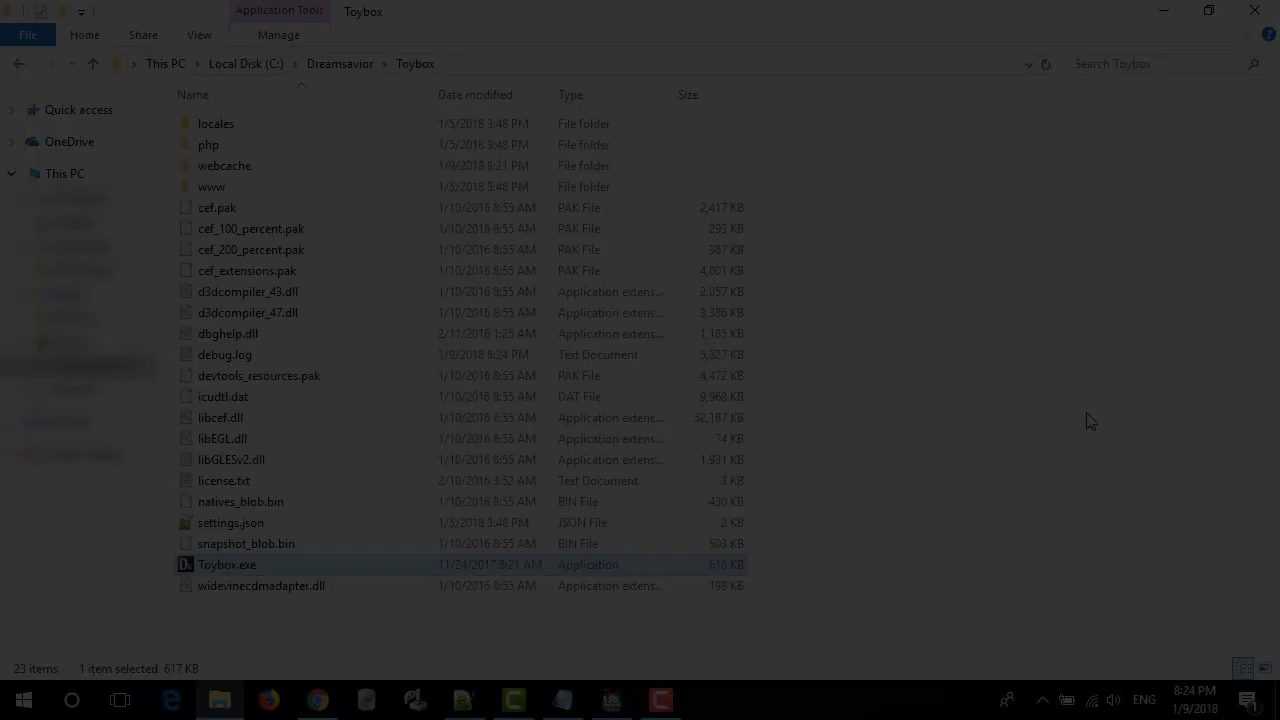 Application Tools Toybox
File Home Share View Manage
This PC Local Disk (C:) Dreamsavior Toybox Search Toybox
Name Date modified Type Size
Quick access
OneDrive
This PC
locales 1/5/2018 3:48 PM File folder
php 1/5/2018 3:48 PM File folder
webcache 1/9/2018 8:21 PM File folder
www 1/5/2018 3:48 PM File folder
cef.pak 1/10/2016 8:55 AM PAK File 2,417 KB
cef_100_percent.pak 1/10/2016 8:55 AM PAK File 293 KB
cef_200_percent.pak 1/10/2016 8:55 AM PAK File 387 KB
cef_extensions.pak 1/10/2016 8:55 AM PAK File 4,001 KB
d3dcompiler_43.dll 1/10/2016 8:55 AM Application extens... 2,057 KB
d3dcompiler_47.dll 1/10/2016 8:55 AM Application extens... 3,386 KB
dbghelp.dll 2/11/2016 1:25 AM Application extens... 1,185 KB
debug.log 1/9/2018 8:24 PM Text Document 5,327 KB
devtools_resources.pak 1/10/2016 8:55 AM PAK File 4,472 KB
icudtl.dat 1/10/2016 8:55 AM DAT File 9,968 KB
libcef.dll 1/10/2016 8:55 AM Application extens... 52,187 KB
libEGL.dll 1/10/2016 8:55 AM Application extens... 74 KB
libGLESv2.dll 1/10/2016 8:55 AM Application extens... 1,931 KB
license.txt 2/10/2016 3:52 AM Text Document 3 KB
natives_blob.bin 1/10/2016 8:55 AM BIN File 430 KB
settings.json 1/5/2018 3:48 PM JSON File 2 KB
snapshot_blob.bin 1/10/2016 8:55 AM BIN File 503 KB
Toybox.exe 11/24/2017 8:21 AM Application 618 KB
widevinecdmadapter.dll 1/10/2016 8:55 AM Application extens... 198 KB
23 items 1 item selected 617 KB
ENG 8:24 PM
1/9/2018